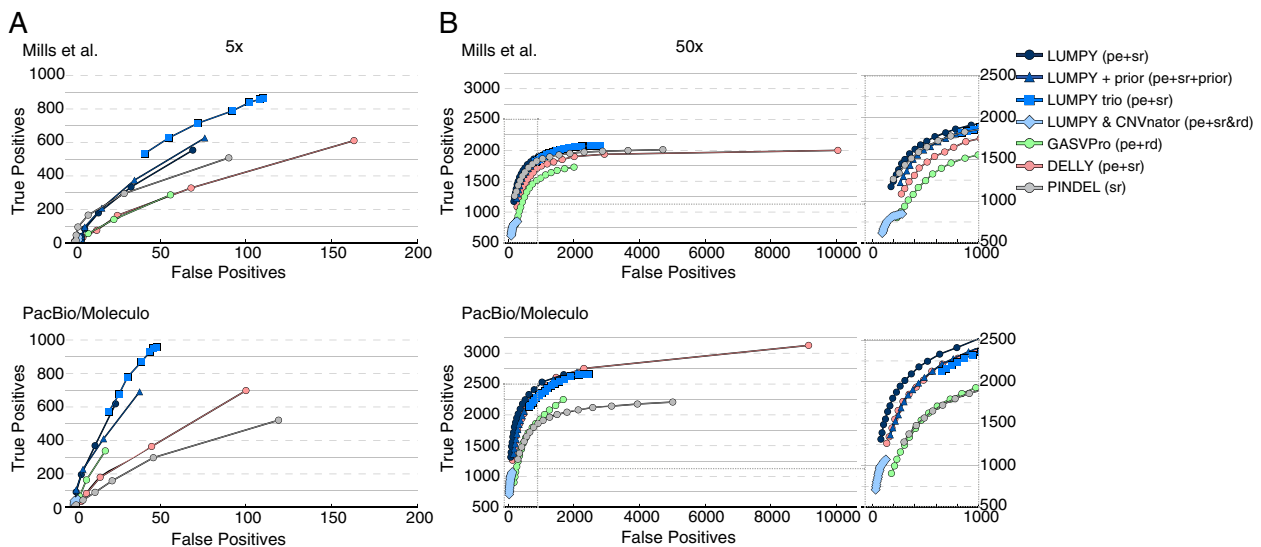 A
Mills et al.
5x
1000
800
600
400
200
0
0
50
100
150
200
True Positives
False Positives
PacBio/Moleculo
1000
800
600
400
200
0
0
50
100
150
200
True Positives
False Positives
B
Mills et al.
50x
3000
2500
2000
1500
1000
500
0
2000
4000
6000
8000
10000
True Positives
False Positives
2500
2000
1500
1000
500
0
1000
PacBio/Moleculo
3000
2500
2000
1500
1000
500
0
2000
4000
6000
8000
10000
True Positives
False Positives
2500
2000
1500
1000
500
0
1000
LUMPY (pe+sr)
LUMPY + prior (pe+sr+prior)
LUMPY trio (pe+sr)
LUMPY & CNVnator (pe+sr&rd)
GASVPro (pe+rd)
DELLY (pe+sr)
PINDEL (sr)